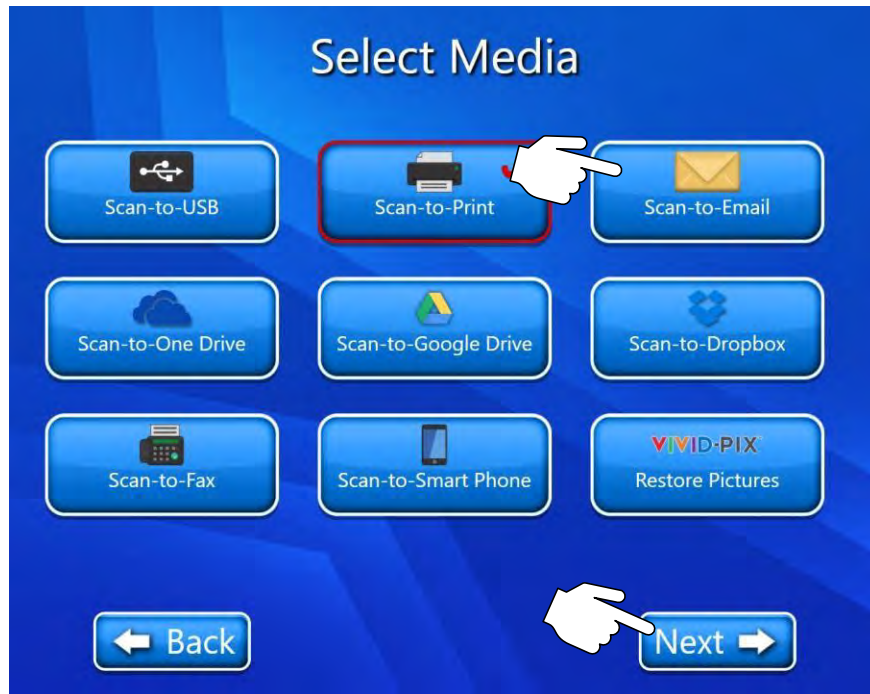 Select Media
Scan-to-USB
Scan-to-Print
Scan-to-Email
Scan-to-One Drive
Scan-to-Google Drive
Scan-to-Dropbox
Scan-to-Fax
Scan-to-Smart Phone
VIVID-PIX
Restore Pictures
Back
Next